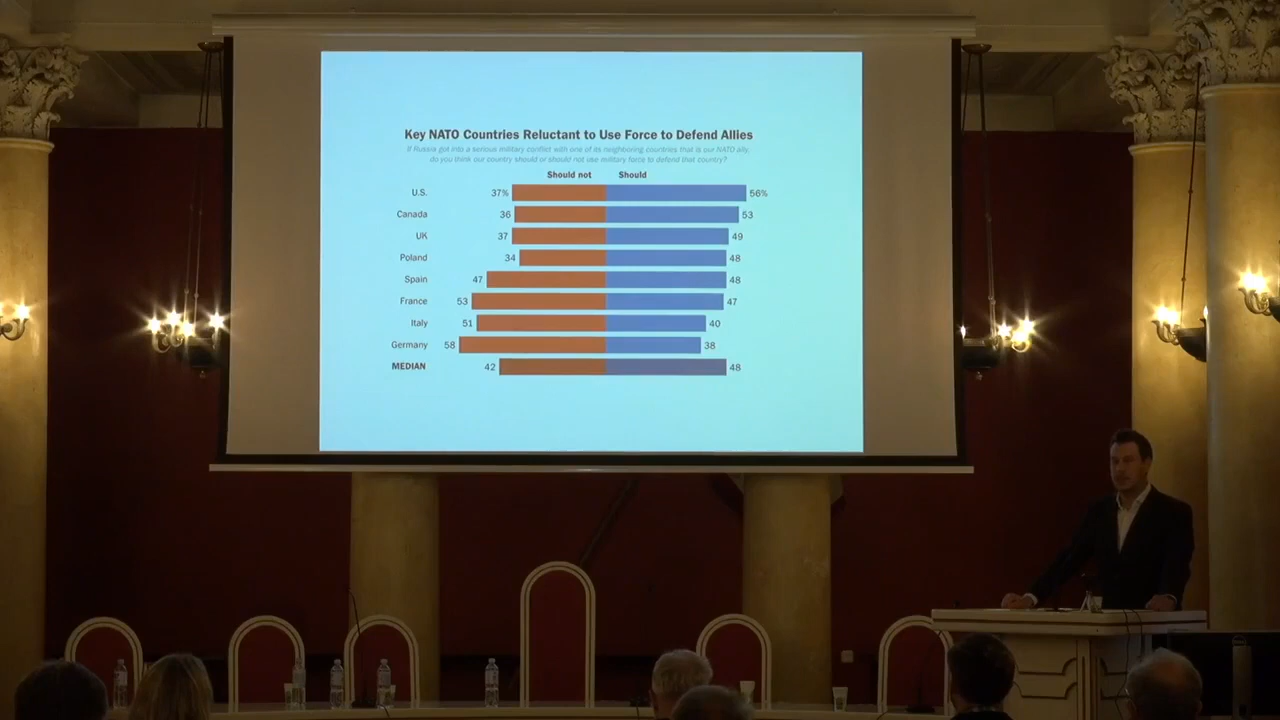 Key NATO Countries Reluctant to Use Force to Defend Allies
If Russia got into a serious military conflict with one of its neighboring countries that is our NATO ally,
do you think our country should or should not use military force to defend that country?
Should not Should
U.S. 37% 56%
Canada 36 53
UK 37 49
Poland 34 48
Spain 47 48
France 53 47
Italy 51 40
Germany 58 38
MEDIAN 42 48